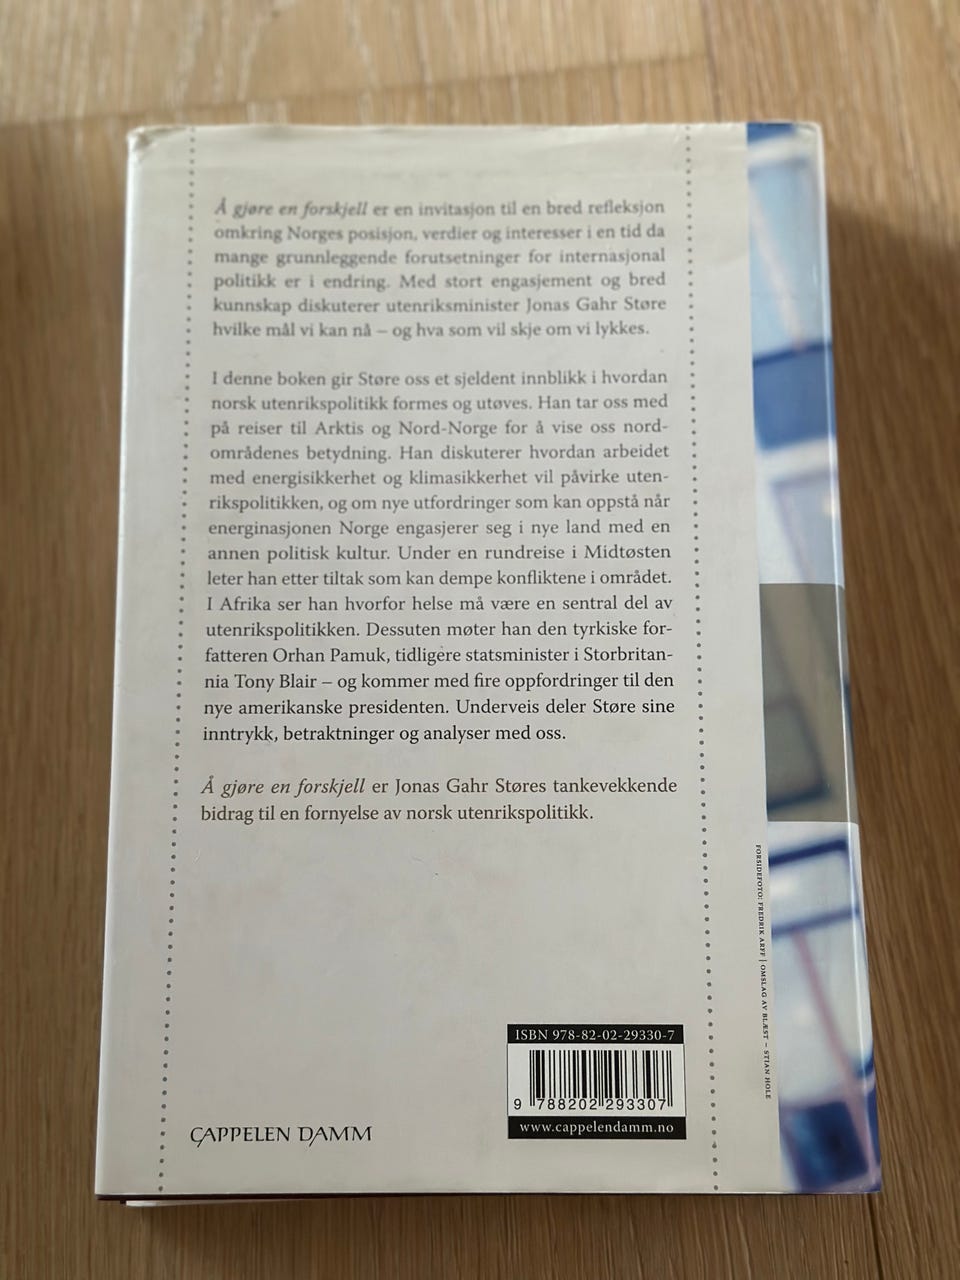 Å gjøre en forskjell er en invitasjon til en bred refleksjon
omkring Norges posisjon, verdier og interesser i en tid da
mange grunnleggende forutsetninger for internasjonal
politikk er i endring. Med stort engasjement og bred
kunnskap diskuterer utenriksminister Jonas Gahr Støre
hvilke mål vi kan nå – og hva som vil skje om vi lykkes.
I denne boken gir Støre oss et sjeldent innblikk i hvordan
norsk utenrikspolitikk formes og utøves. Han tar oss med
på reiser til Arktis og Nord-Norge for å vise oss nord-
områdenes betydning. Han diskuterer hvordan arbeidet
med energisikkerhet og klimasikkerhet vil påvirke uten-
rikspolitikken, og om nye utfordringer som kan oppstå når
energinasjonen Norge engasjerer seg i nye land med en
annen politisk kultur. Under en rundreise i Midtøsten
leter han etter tiltak som kan dempe konfliktene i området.
I Afrika ser han hvorfor helse må være en sentral del av
utenrikspolitikken. Dessuten møter han den tyrkiske for-
fatteren Orhan Pamuk, tidligere statsminister i Storbritan-
nia Tony Blair – og kommer med fire oppfordringer til den
nye amerikanske presidenten. Underveis deler Støre sine
inntrykk, betraktninger og analyser med oss.
Å gjøre en forskjell er Jonas Gahr Støres tankevekkende
bidrag til en fornyelse av norsk utenrikspolitikk.
FORSIDEFOTO: FREDRIK ARFF | OMSLAG AV BLÆST – STIAN HOLE
ISBN 978-82-02-29330-7
9 788202 293307
www.cappelendamm.no
CAPPELEN DAMM